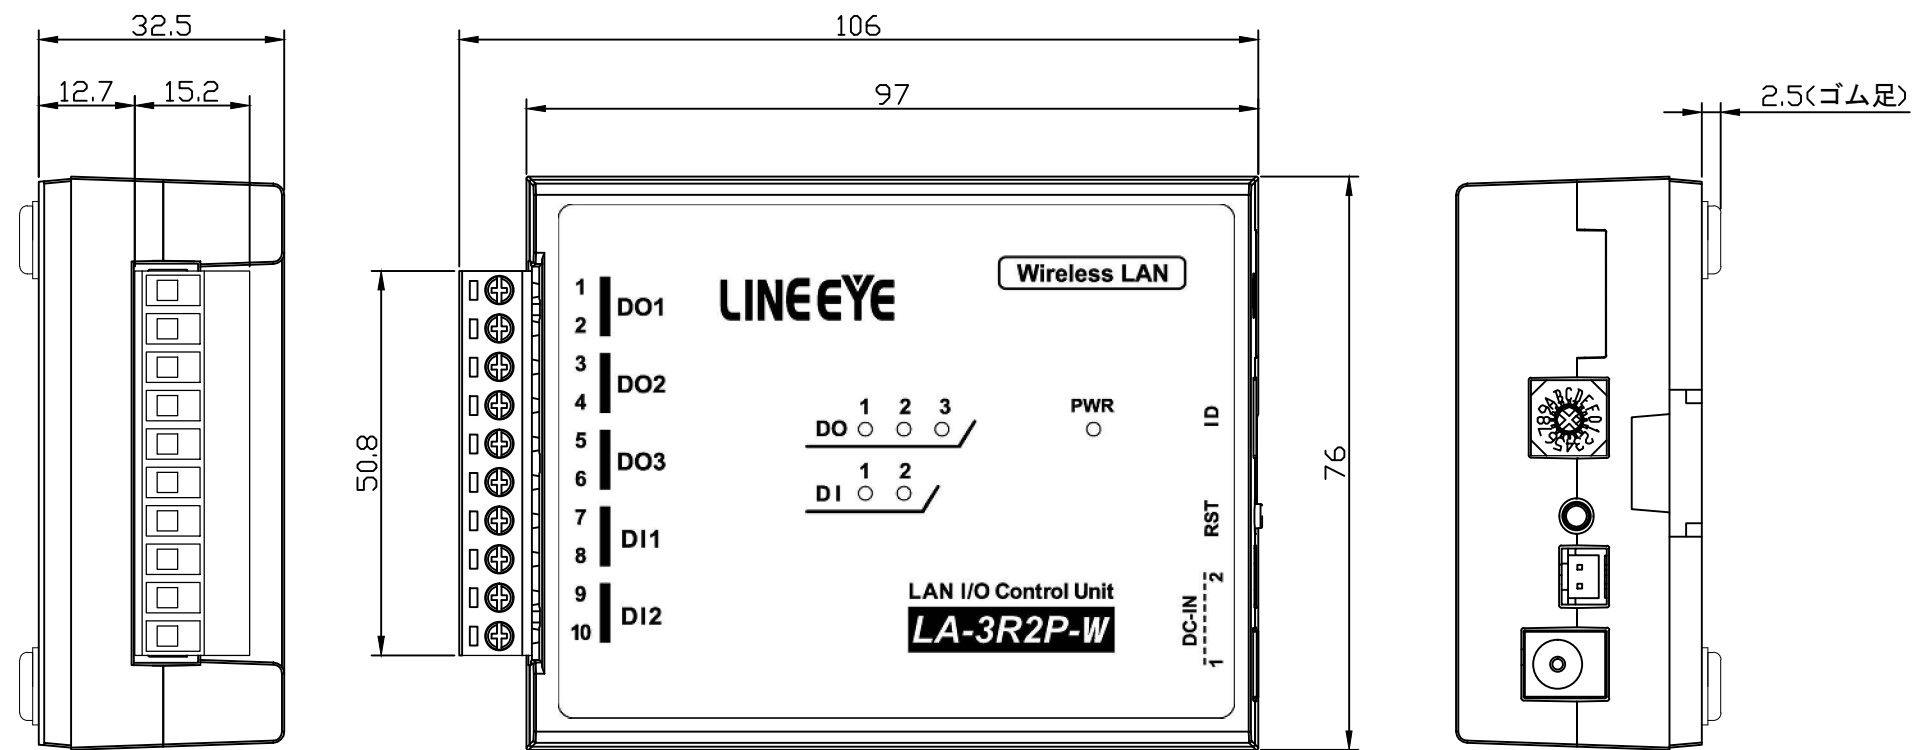 32.5
12.7
15.2
106
97
2.5(ゴム足)
50.8
76
Wireless LAN
LINEEYE
1
DO1
2
3
DO2
4
5
DO3
6
7
DI1
8
9
DI2
10
1 2 3
DO
1 2
DI
PWR
ID
RST
DC-IN
1 2
LAN I/O Control Unit
LA-3R2P-W
789ABCDEF0123456